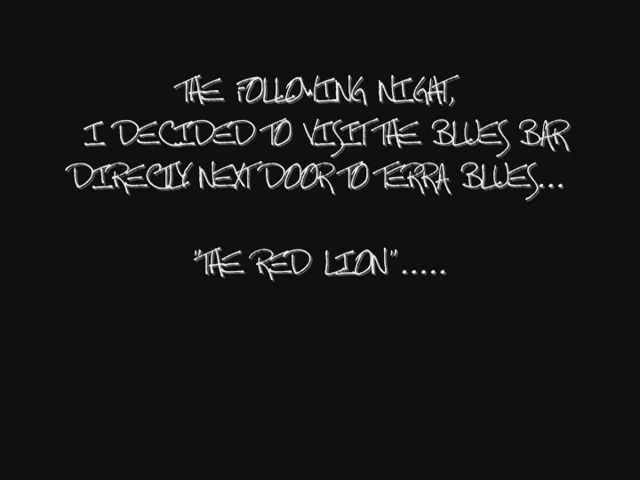 THE FOLLOWING NIGHT,
I DECIDED TO VISIT THE BLUES BAR
DIRECTLY NEXT DOOR TO TERRA BLUES...
"THE RED LION".....